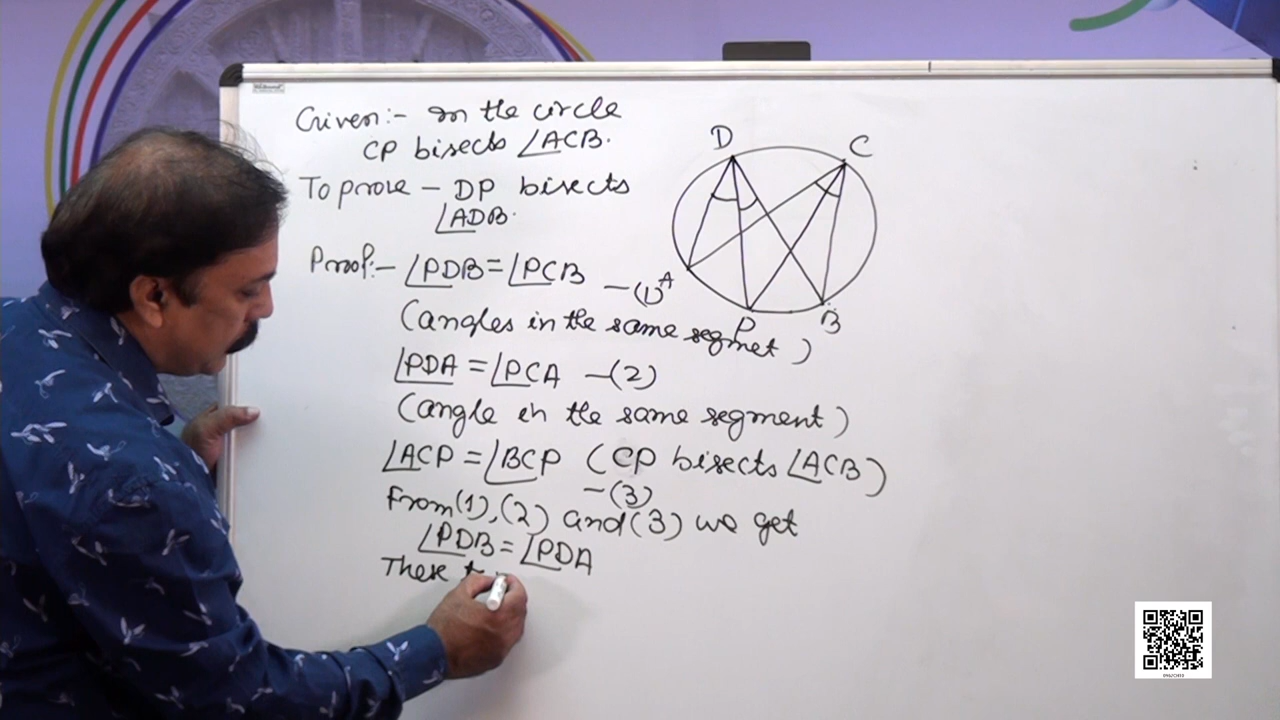 Given:- In the circle
CP bisects ∠ACB.
To prove - DP bisects
∠ADB.
Proof:- ∠PDB = ∠PCB -(1)
(angles in the same segmet)
∠PDA = ∠PCA -(2)
(angle in the same segment)
∠ACP = ∠BCP (CP bisects ∠ACB)
-(3)
From (1), (2) and (3) we get
∠PDB = ∠PDA
There
D
C
A
P
B